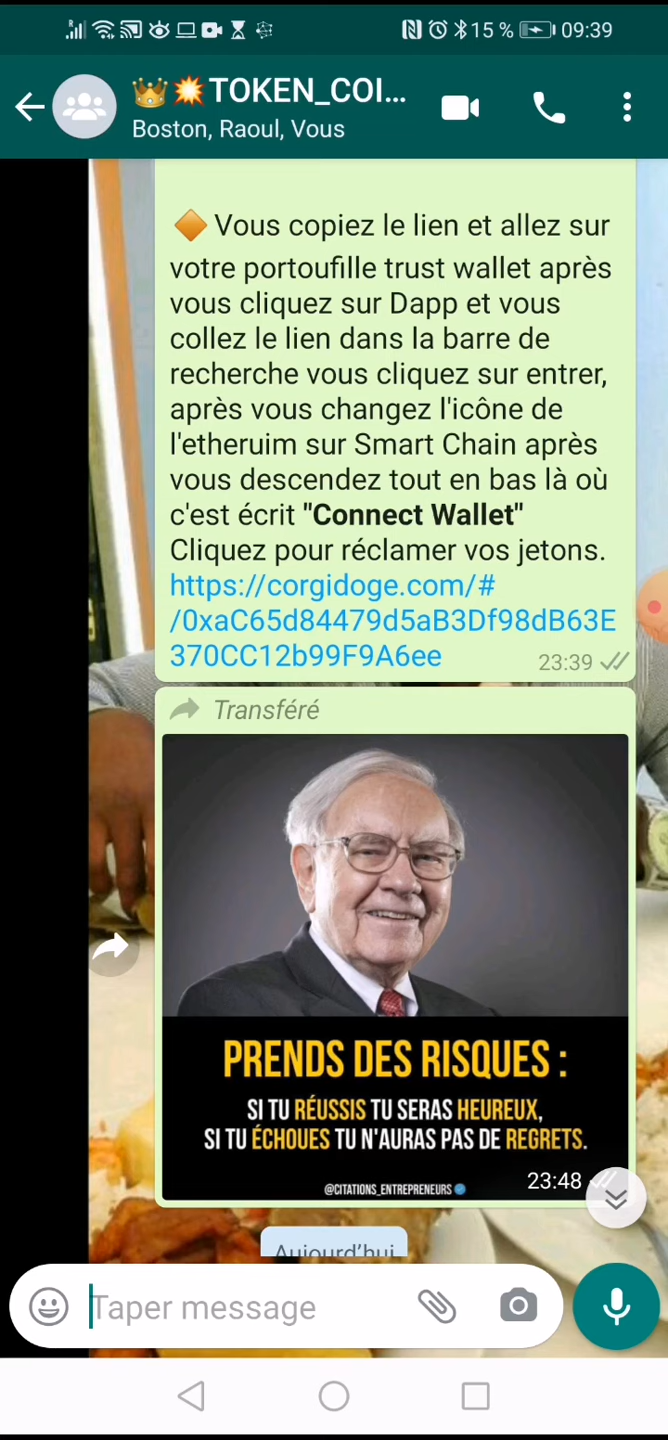 15 % 09:39
👑💥TOKEN_COI...
Boston, Raoul, Vous
🔶 Vous copiez le lien et allez sur
votre portoufille trust wallet après
vous cliquez sur Dapp et vous
collez le lien dans la barre de
recherche vous cliquez sur entrer,
après vous changez l'icône de
l'etheruim sur Smart Chain après
vous descendez tout en bas là où
c'est écrit "Connect Wallet"
Cliquez pour réclamer vos jetons.
https://corgidoge.com/#
/0xaC65d84479d5aB3Df98dB63E
370CC12b99F9A6ee
23:39
Transféré
PRENDS DES RISQUES :
SI TU RÉUSSIS TU SERAS HEUREUX,
SI TU ÉCHOUES TU N'AURAS PAS DE REGRETS.
@CITATIONS_ENTREPRENEURS
23:48
Aujourd'hui
Taper message